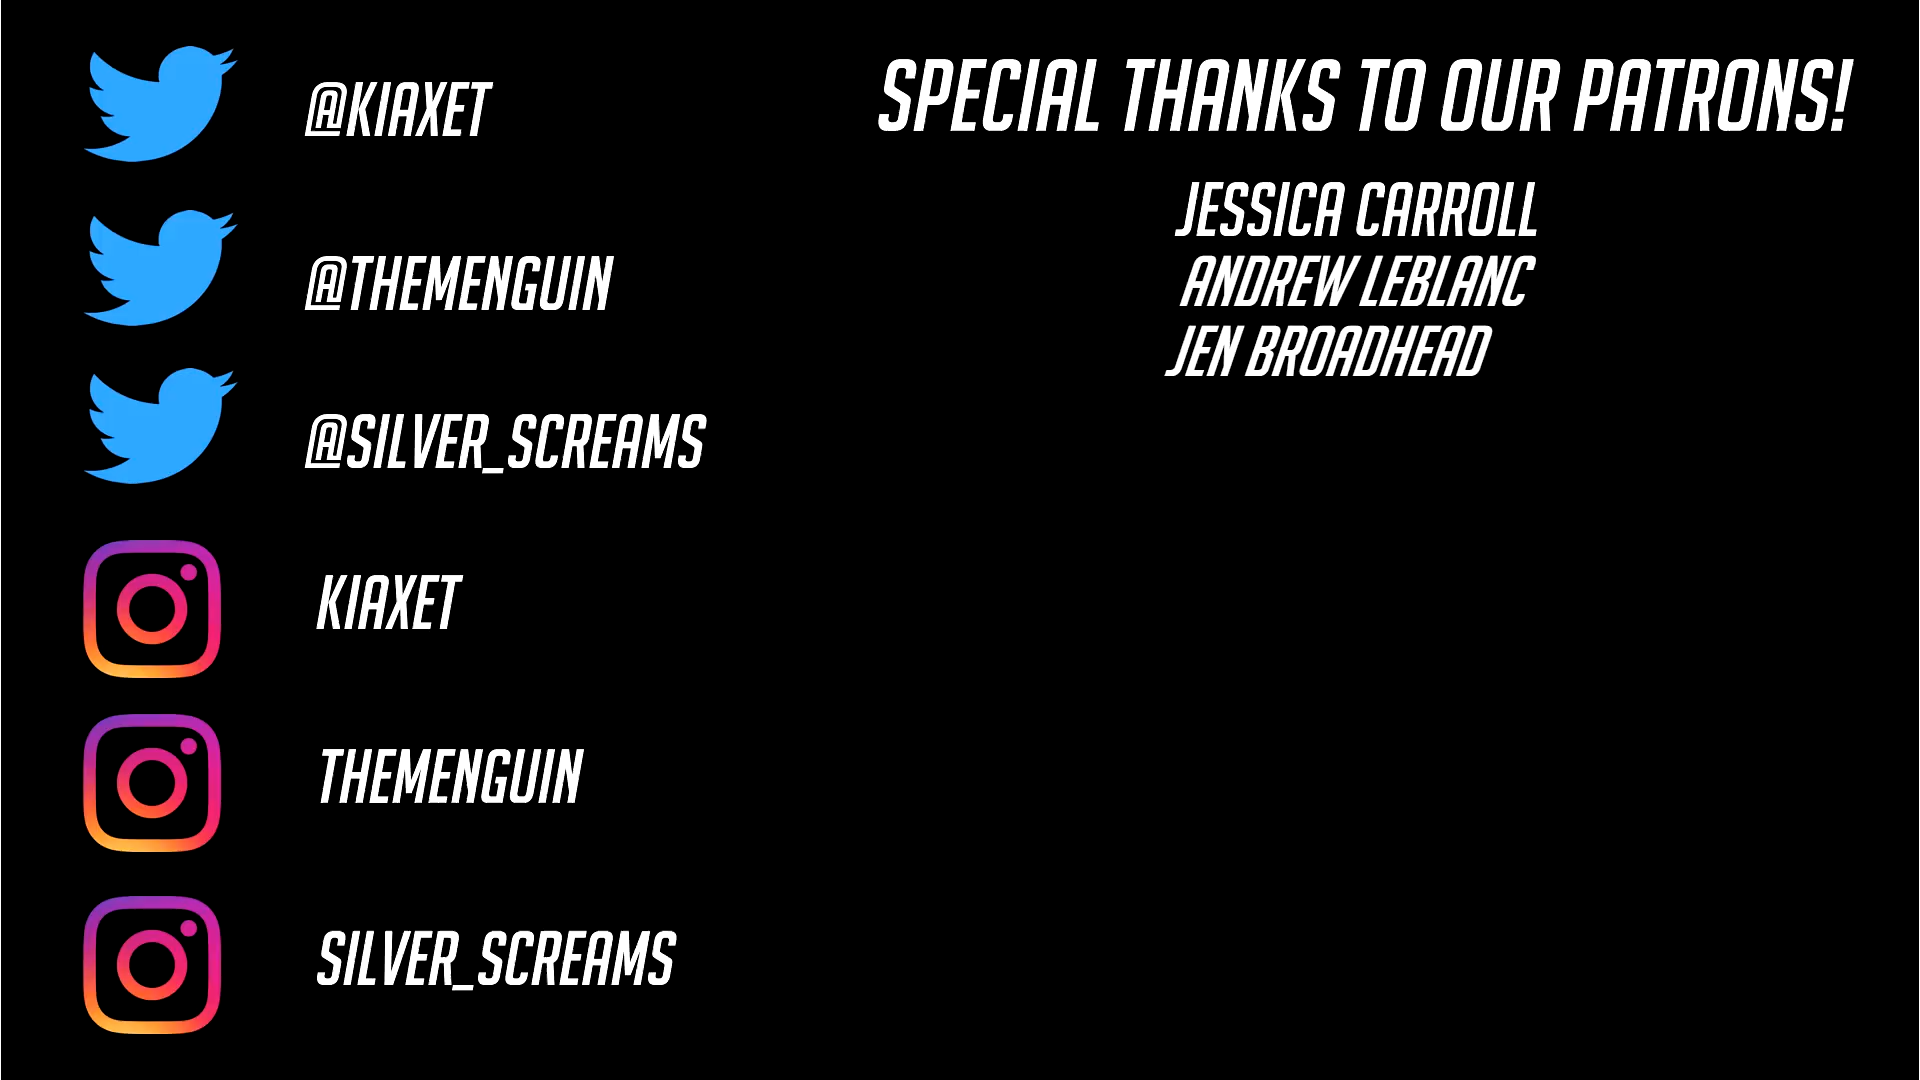 @KIAXET
@THEMENGUIN
@SILVER_SCREAMS
KIAXET
THEMENGUIN
SILVER_SCREAMS
SPECIAL THANKS TO OUR PATRONS!
JESSICA CARROLL
ANDREW LEBLANC
JEN BROADHEAD